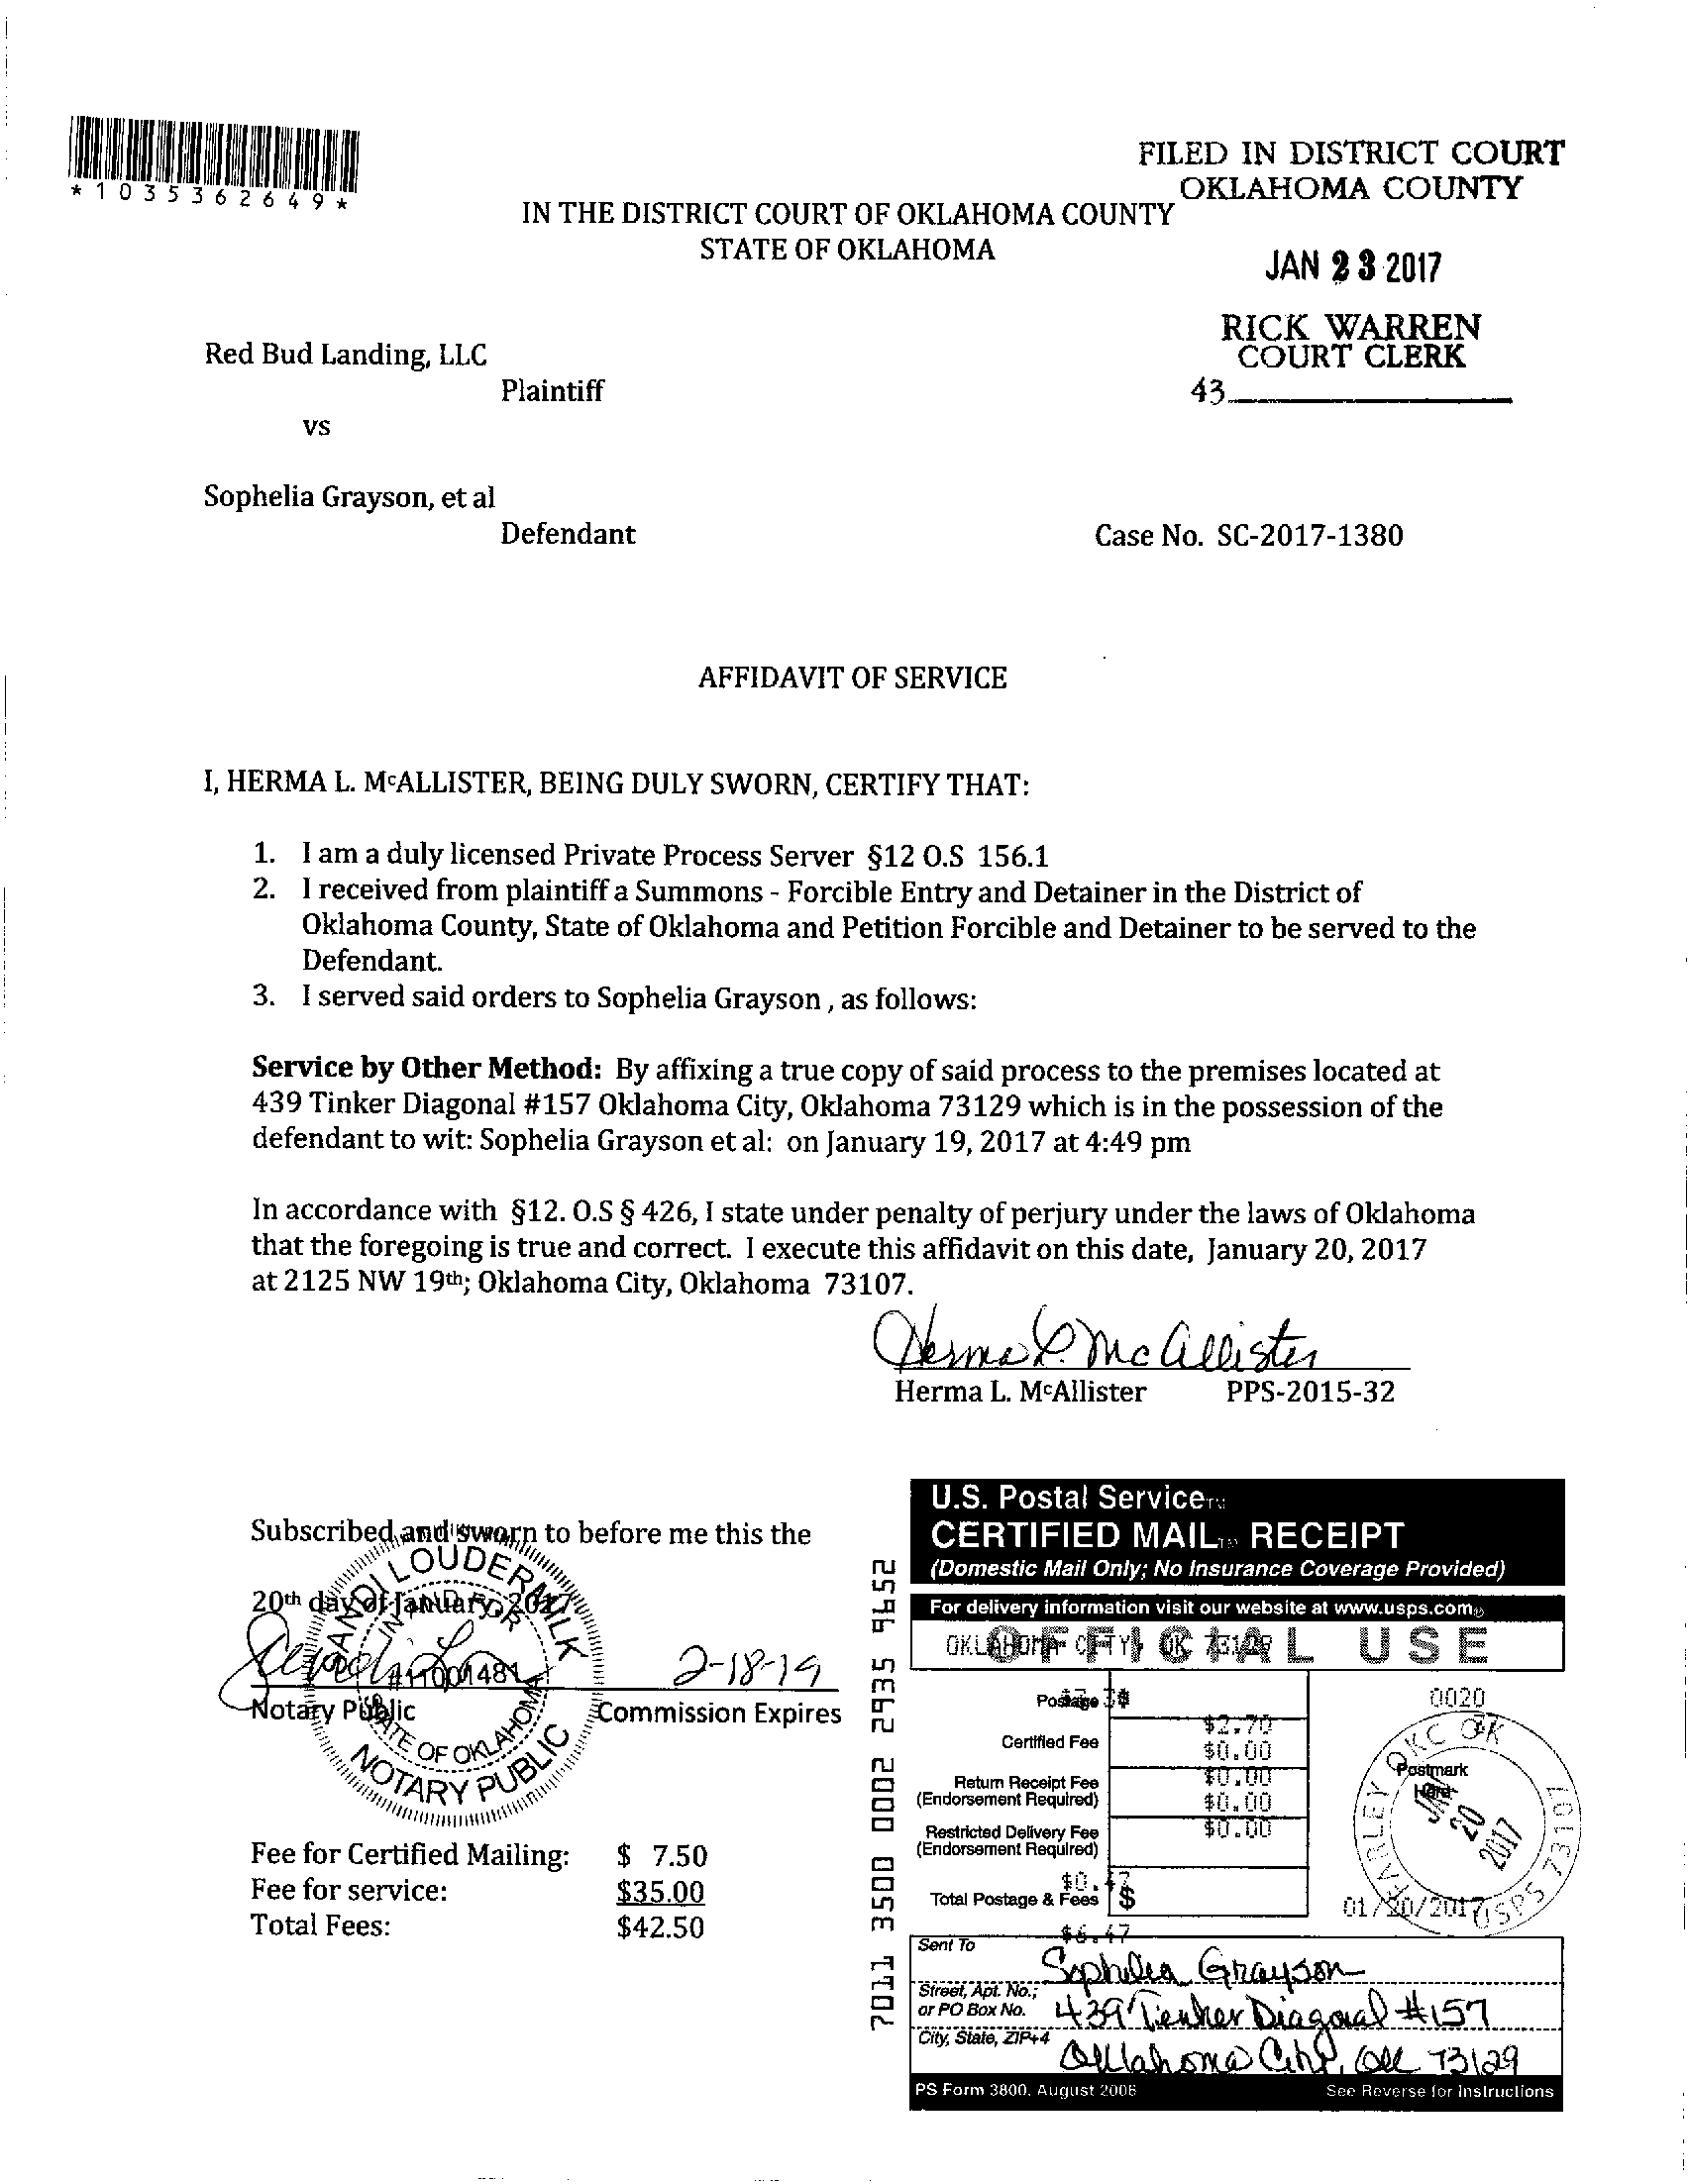 *1035362649*
FILED IN DISTRICT COURT
OKLAHOMA COUNTY
IN THE DISTRICT COURT OF OKLAHOMA COUNTY
STATE OF OKLAHOMA
JAN 23 2017
RICK WARREN
COURT CLERK
43
Red Bud Landing, LLC
Plaintiff
vs
Sophelia Grayson, et al
Defendant
Case No. SC-2017-1380
AFFIDAVIT OF SERVICE
I, HERMA L. McALLISTER, BEING DULY SWORN, CERTIFY THAT:
1. I am a duly licensed Private Process Server §12 O.S 156.1
2. I received from plaintiff a Summons - Forcible Entry and Detainer in the District of
Oklahoma County, State of Oklahoma and Petition Forcible and Detainer to be served to the
Defendant.
3. I served said orders to Sophelia Grayson , as follows:
Service by Other Method: By affixing a true copy of said process to the premises located at
439 Tinker Diagonal #157 Oklahoma City, Oklahoma 73129 which is in the possession of the
defendant to wit: Sophelia Grayson et al: on January 19, 2017 at 4:49 pm
In accordance with §12. O.S § 426, I state under penalty of perjury under the laws of Oklahoma
that the foregoing is true and correct. I execute this affidavit on this date, January 20, 2017
at 2125 NW 19th; Oklahoma City, Oklahoma 73107.
Herma L. McAllister
Herma L. McAllister PPS-2015-32
Subscribed and sworn to before me this the
20th day of January, 2017
SANDI LOUDERMILK
IN AND FOR
#11001481
STATE OF OKLAHOMA
NOTARY PUBLIC
2-18-19
Notary Public Commission Expires
Fee for Certified Mailing: $ 7.50
Fee for service: $35.00
Total Fees: $42.50
7011 3500 0002 2935 9652
U.S. Postal Service™
CERTIFIED MAIL™ RECEIPT
(Domestic Mail Only; No Insurance Coverage Provided)
For delivery information visit our website at www.usps.com®
OFFICIAL USE
OKLAHOMA CITY, OK 73129
Postage $
0020
$2.70
Certified Fee
$0.00
Return Receipt Fee
(Endorsement Required)
$0.00
$0.00
Restricted Delivery Fee
(Endorsement Required)
$0.00
Total Postage & Fees $
$0.47
$6.47
Postmark
Here
FARLEY OKC OK
JAN 20 2017
USPS 73107
01/20/2017
Sent To
Sophelia Grayson
Street, Apt. No.;
or PO Box No. 439 Tinker Diagonal #157
City, State, ZIP+4
Oklahoma City, OK 73129
PS Form 3800, August 2006 See Reverse for Instructions